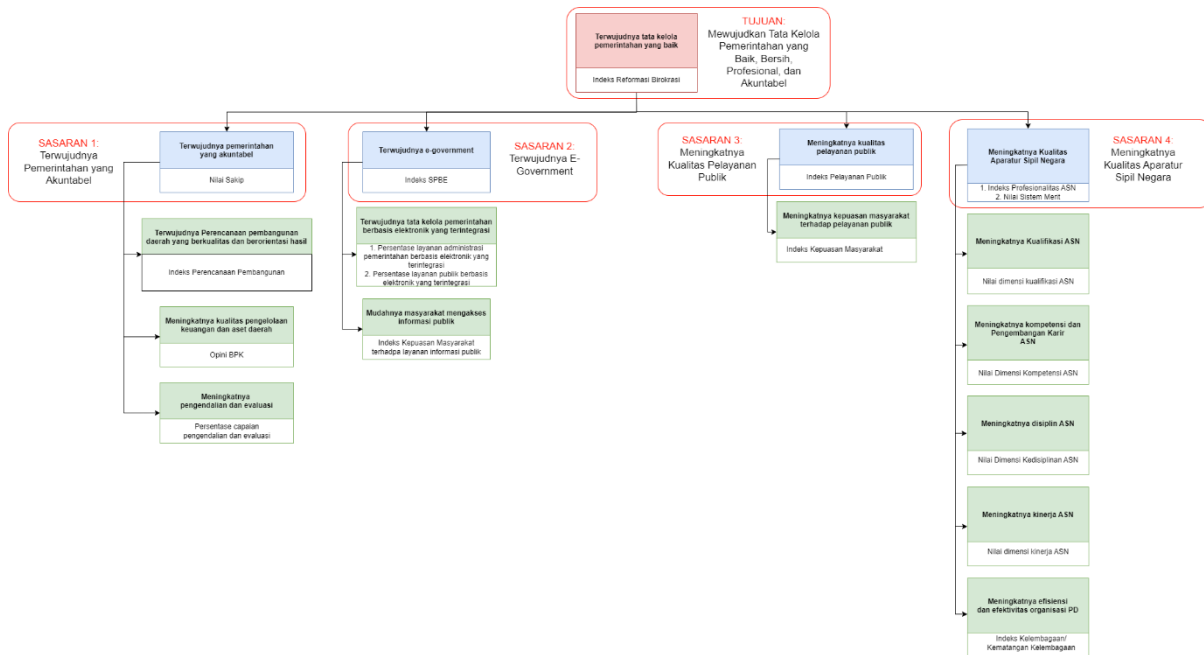 Terwujudnya tata kelola
pemerintahan yang baik
Indeks Reformasi Birokrasi
TUJUAN:
Mewujudkan Tata Kelola
Pemerintahan yang
Baik, Bersih,
Profesional, dan
Akuntabel
SASARAN 1:
Terwujudnya
Pemerintahan yang
Akuntabel
Terwujudnya pemerintahan
yang akuntabel
Nilai Sakip
Terwujudnya e-government
Indeks SPBE
SASARAN 2:
Terwujudnya E-
Government
SASARAN 3:
Meningkatnya
Kualitas Pelayanan
Publik
Meningkatnya kualitas
pelayanan publik
Indeks Pelayanan Publik
Meningkatnya Kualitas
Aparatur Sipil Negara
1. Indeks Profesionalitas ASN
2. Nilai Sistem Merit
SASARAN 4:
Meningkatnya
Kualitas Aparatur
Sipil Negara
Terwujudnya Perencanaan pembangunan
daerah yang berkualitas dan berorientasi hasil
Indeks Perencanaan Pembangunan
Meningkatnya kualitas pengelolaan
keuangan dan aset daerah
Opini BPK
Meningkatnya
pengendalian dan evaluasi
Persentase capaian
pengendalian dan evaluasi
Terwujudnya tata kelola pemerintahan
berbasis elektronik yang terintegrasi
1. Persentase layanan administrasi
pemerintahan berbasis elektronik yang
terintegrasi
2. Persentase layanan publik berbasis
elektronik yang terintegrasi
Mudahnya masyarakat mengakses
informasi publik
Indeks Kepuasan Masyarakat
terhadpa layanan informasi publik
Meningkatnya kepuasan masyarakat
terhadap pelayanan publik
Indeks Kepuasan Masyarakat
Meningkatnya Kualifikasi ASN
Nilai dimensi kualifikasi ASN
Meningkatnya kompetensi dan
Pengembangan Karir
ASN
Nilai Dimensi Kompetensi ASN
Meningkatnya disiplin ASN
Nilai Dimensi Kedisiplinan ASN
Meningkatnya kinerja ASN
Nilai dimensi kinerja ASN
Meningkatnya efisiensi
dan efektivitas organisasi PD
Indeks Kelembagaan/
Kematangan Kelembagaan